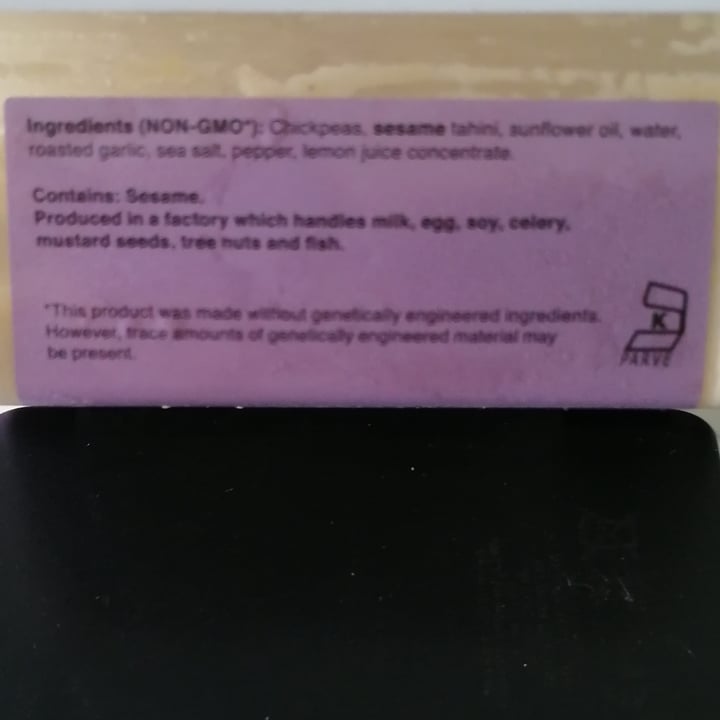 Ingredients (NON-GMO*): Chickpeas, sesame tahini, sunflower oil, water,
roasted garlic, sea salt, pepper, lemon juice concentrate.
Contains: Sesame.
Produced in a factory which handles milk, egg, soy, celery,
mustard seeds, tree nuts and fish.
*This product was made without genetically engineered ingredients.
However, trace amounts of genetically engineered material may
be present.
K
PARVE